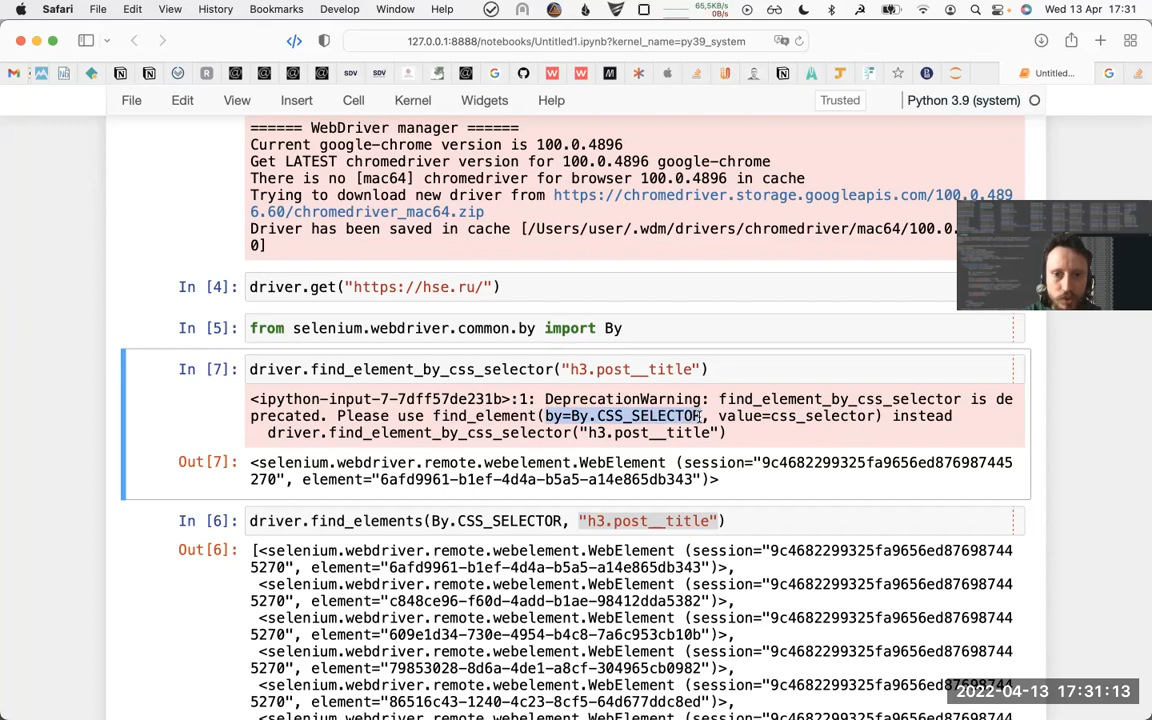 Safari File Edit View History Bookmarks Develop Window Help 65,5KB 0B/s Wed 13 Apr 17:31
127.0.0.1:8888/notebooks/Untitled1.ipynb?kernel_name=py39_system
SDV SDV Untitled...
File Edit View Insert Cell Kernel Widgets Help Trusted Python 3.9 (system)
====== WebDriver manager ======
Current google-chrome version is 100.0.4896
Get LATEST chromedriver version for 100.0.4896 google-chrome
There is no [mac64] chromedriver for browser 100.0.4896 in cache
Trying to download new driver from https://chromedriver.storage.googleapis.com/100.0.489
6.60/chromedriver_mac64.zip
Driver has been saved in cache [/Users/user/.wdm/drivers/chromedriver/mac64/100.0.
0]
In [4]: driver.get("https://hse.ru/")
In [5]: from selenium.webdriver.common.by import By
In [7]: driver.find_element_by_css_selector("h3.post__title")
<ipython-input-7-7dff57de231b>:1: DeprecationWarning: find_element_by_css_selector is de
precated. Please use find_element(by=By.CSS_SELECTOR, value=css_selector) instead
driver.find_element_by_css_selector("h3.post__title")
Out[7]: <selenium.webdriver.remote.webelement.WebElement (session="9c4682299325fa9656ed876987445
270", element="6afd9961-b1ef-4d4a-b5a5-a14e865db343")>
In [6]: driver.find_elements(By.CSS_SELECTOR, "h3.post__title")
Out[6]: [<selenium.webdriver.remote.webelement.WebElement (session="9c4682299325fa9656ed87698744
5270", element="6afd9961-b1ef-4d4a-b5a5-a14e865db343")>,
<selenium.webdriver.remote.webelement.WebElement (session="9c4682299325fa9656ed87698744
5270", element="c848ce96-f60d-4add-b1ae-98412dda5382")>,
<selenium.webdriver.remote.webelement.WebElement (session="9c4682299325fa9656ed87698744
5270", element="609e1d34-730e-4954-b4c8-7a6c953cb10b")>,
<selenium.webdriver.remote.webelement.WebElement (session="9c4682299325fa9656ed87698744
5270", element="79853028-8d6a-4de1-a8cf-304965cb0982")>,
<selenium.webdriver.remote.webelement.WebElement (session="9c4682299325fa9656ed87698744
5270", element="86516c43-1240-4c23-8cf5-64d677ddc8ed")>,
2022-04-13 17:31:13